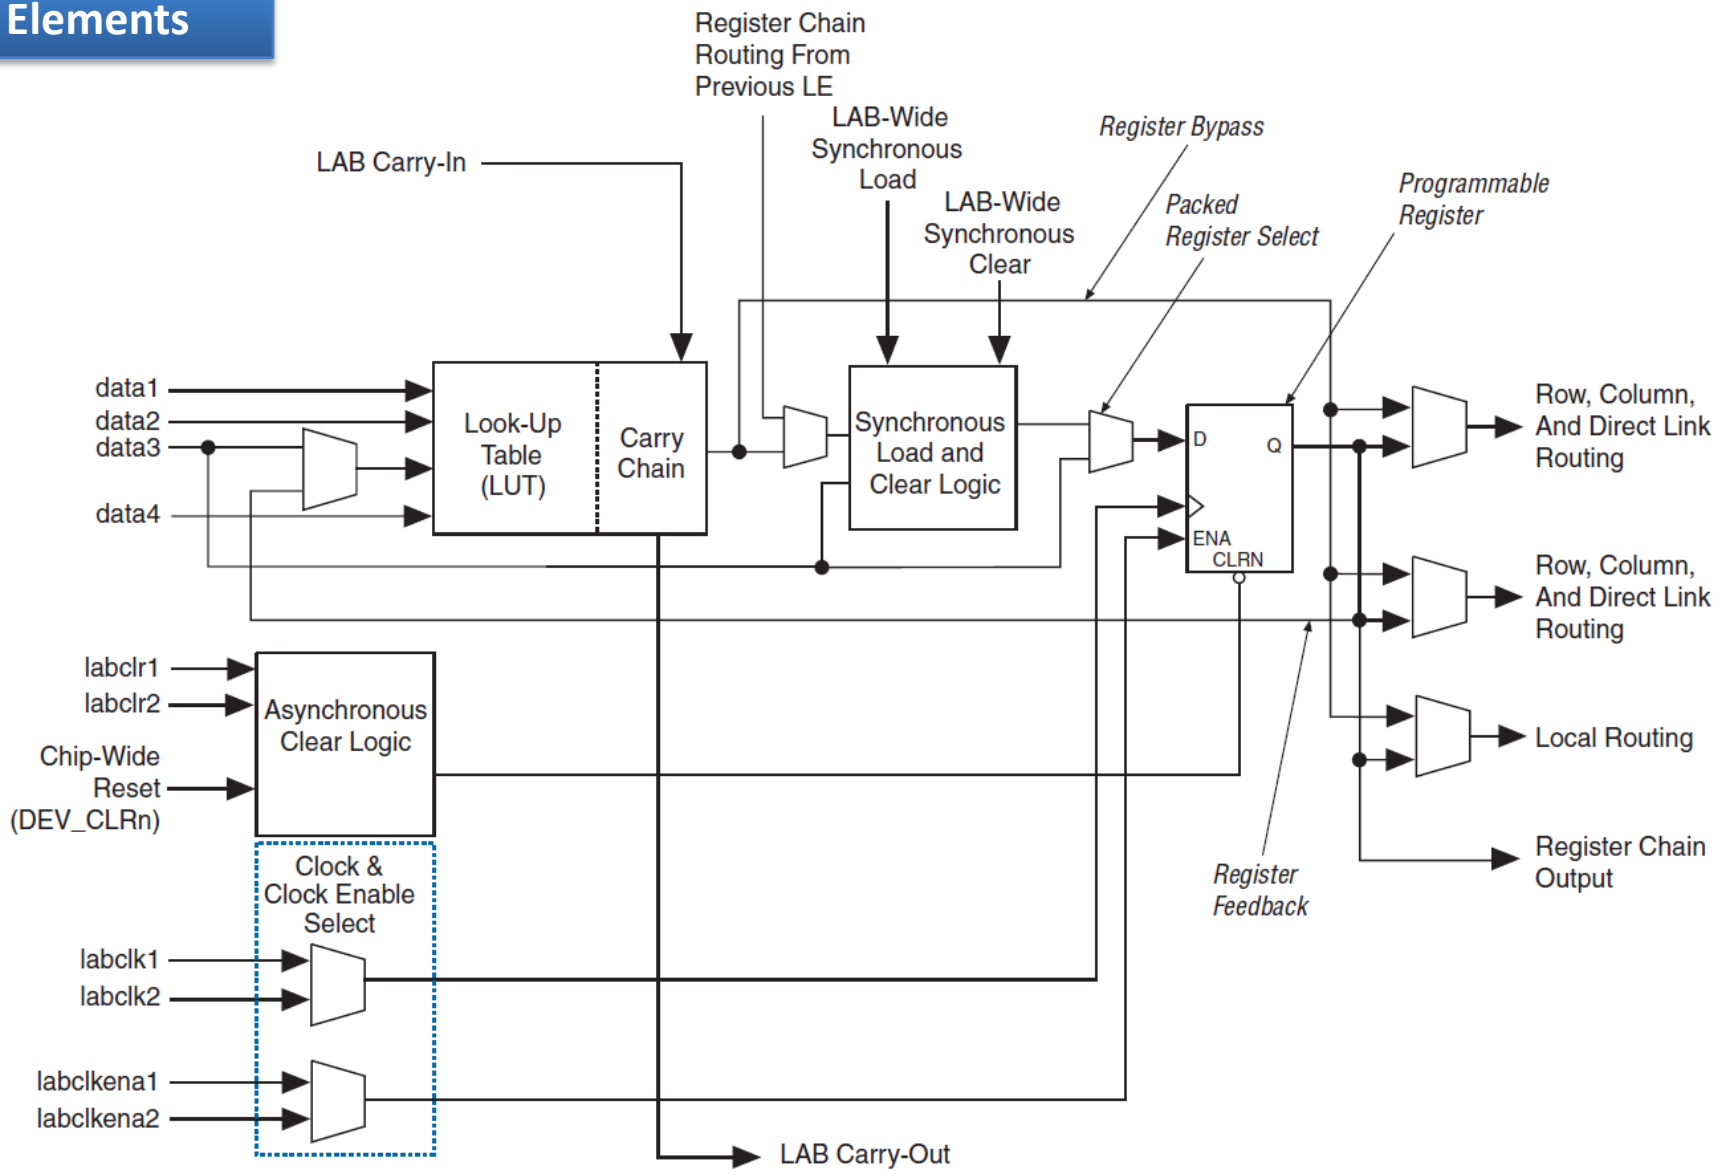 Elements
Register Chain
Routing From
Previous LE
LAB-Wide
Synchronous
Load
LAB-Wide
Synchronous
Clear
Register Bypass
Packed
Register Select
Programmable
Register
LAB Carry-In
data1
data2
data3
data4
Look-Up
Table
(LUT)
Carry
Chain
Synchronous
Load and
Clear Logic
D
Q
ENA
CLRN
Row, Column,
And Direct Link
Routing
Row, Column,
And Direct Link
Routing
Local Routing
Register Chain
Output
Register
Feedback
labclr1
labclr2
Chip-Wide
Reset
(DEV_CLRn)
Asynchronous
Clear Logic
Clock &
Clock Enable
Select
labclk1
labclk2
labclkena1
labclkena2
LAB Carry-Out